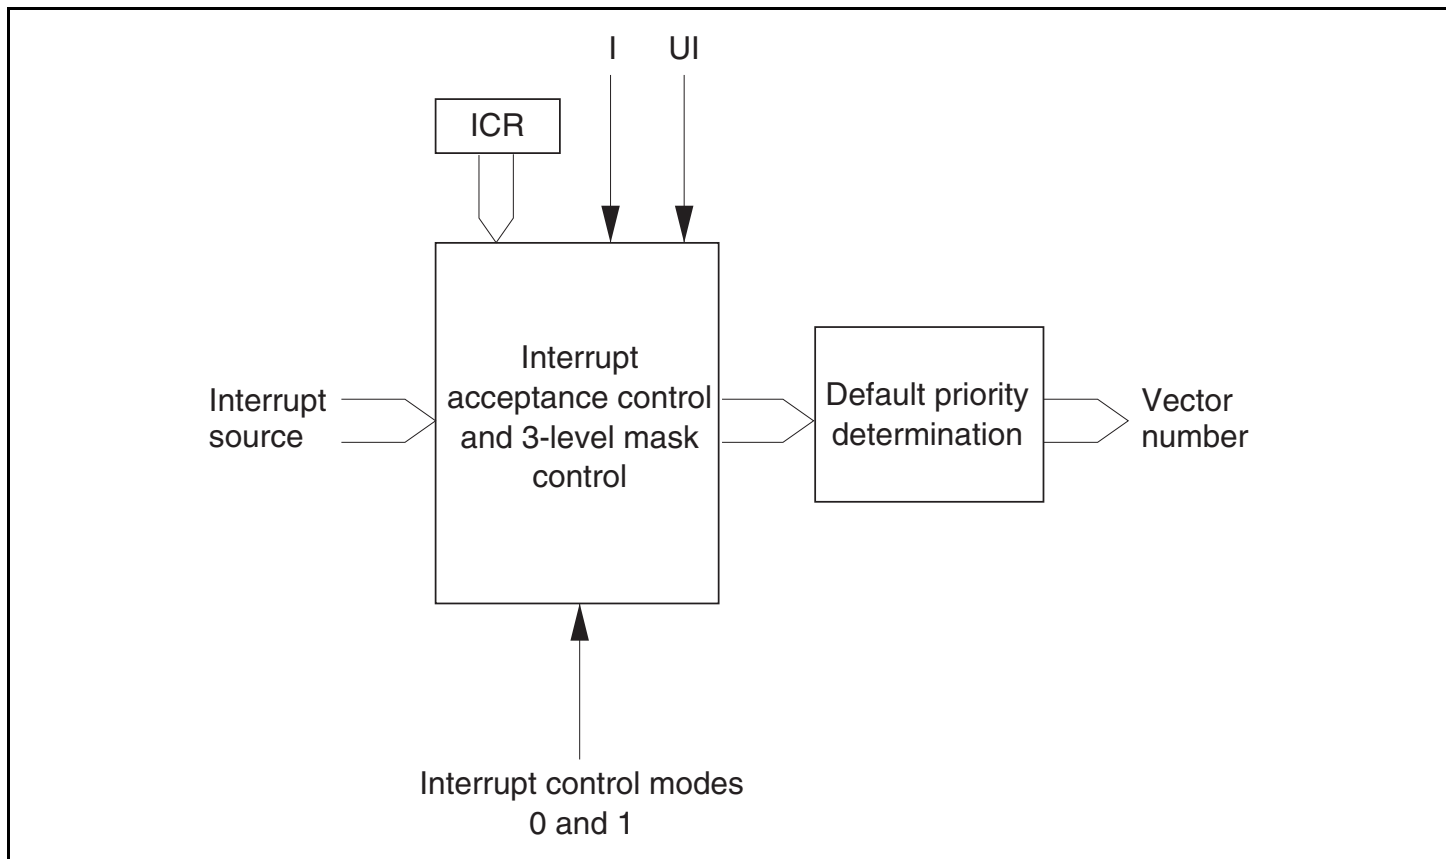 I UI
ICR
Interrupt
acceptance control
and 3-level mask
control
Interrupt
source
Default priority
determination
Vector
number
Interrupt control modes
0 and 1